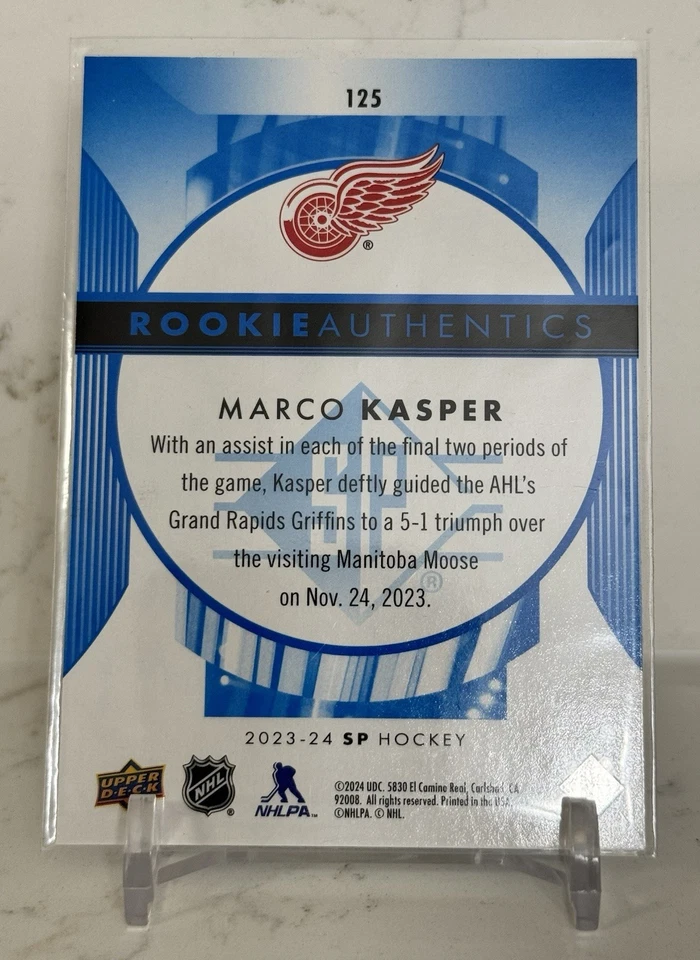 125
®
ROOKIEAUTHENTICS
MARCO KASPER
With an assist in each of the final two periods of
the game, Kasper deftly guided the AHL's
Grand Rapids Griffins to a 5-1 triumph over
the visiting Manitoba Moose
on Nov. 24, 2023.
SP
®
2023-24 SP HOCKEY
UPPER
D·E·C·K
NHL
®
NHLPA™
©2024 UDC. 5830 El Camino Real, Carlsbad, CA
92008. All rights reserved. Printed in the USA.
©NHLPA. © NHL.